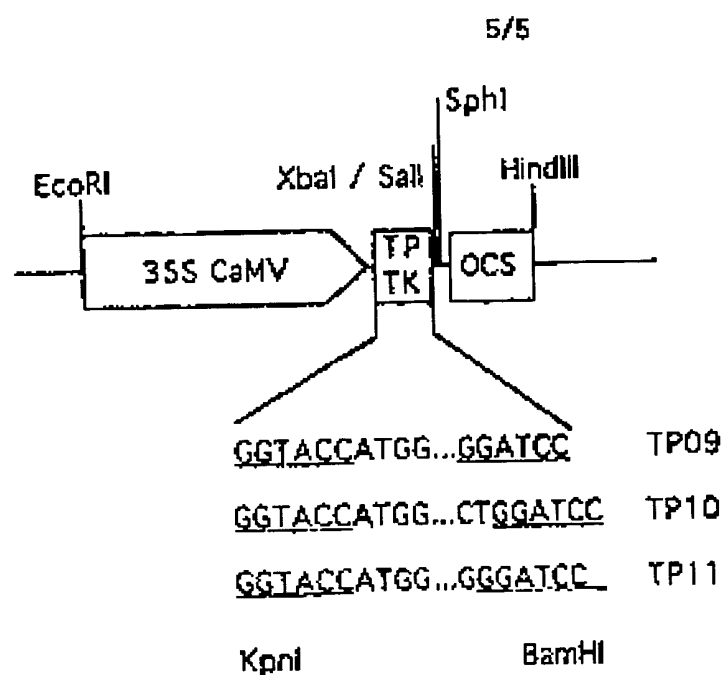 5/5
SphI
XbaI / SalI
EcoRI
HindIII
35S CaMV
TP
TK
OCS
GGTACCATGG...GGATCC TP09
GGTACCATGG...CTGGATCC TP10
GGTACCATGG...GGGATCC TP11
KpnI BamHI